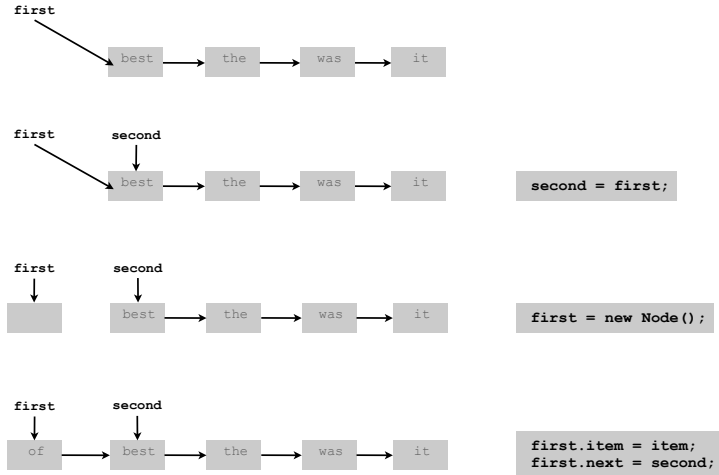 first
best the was it
first second
best the was it
second = first;
first second
best the was it
first = new Node();
first second
of best the was it
first.item = item;
first.next = second;